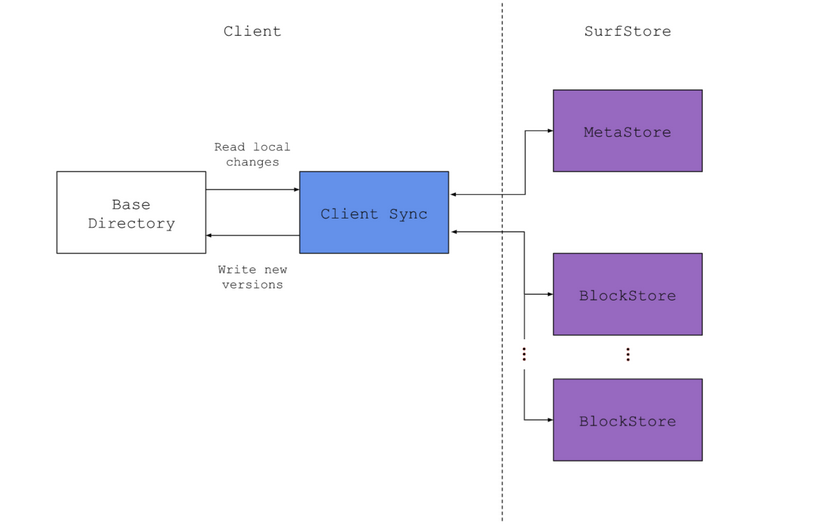 Client
SurfStore
MetaStore
Read local
changes
Base
Directory
Client Sync
Write new
versions
BlockStore
BlockStore